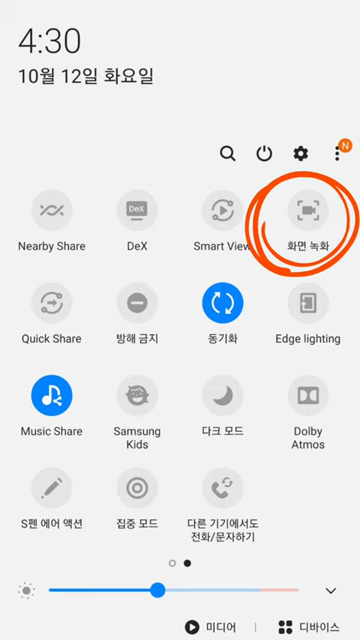 4:30
10월 12일 화요일
N
DeX
Nearby Share
DeX
Smart View
화면 녹화
Quick Share
방해 금지
동기화
Edge lighting
Music Share
Samsung
Kids
다크 모드
Dolby
Atmos
S펜 에어 액션
집중 모드
다른 기기에서도
전화/문자하기
미디어
디바이스